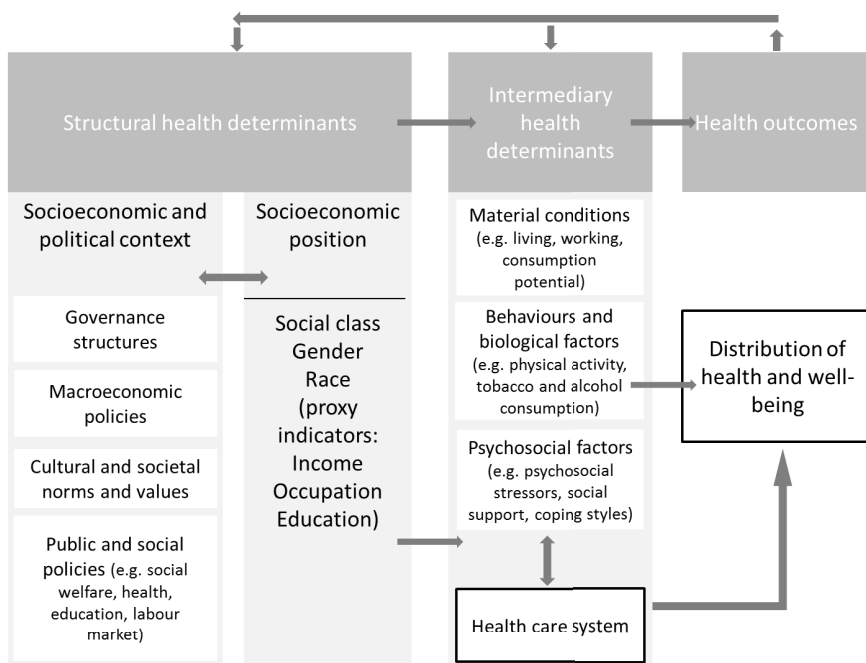 Structural health determinants
Intermediary
health
determinants
Health outcomes
Socioeconomic and
political context
Governance
structures
Macroeconomic
policies
Cultural and societal
norms and values
Public and social
policies (e.g. social
welfare, health,
education, labour
market)
Socioeconomic
position
Social class
Gender
Race
(proxy
indicators:
Income
Occupation
Education)
Material conditions
(e.g. living, working,
consumption
potential)
Behaviours and
biological factors
(e.g. physical activity,
tobacco and alcohol
consumption)
Psychosocial factors
(e.g. psychosocial
stressors, social
support, coping styles)
Health care system
Distribution of
health and well-
being